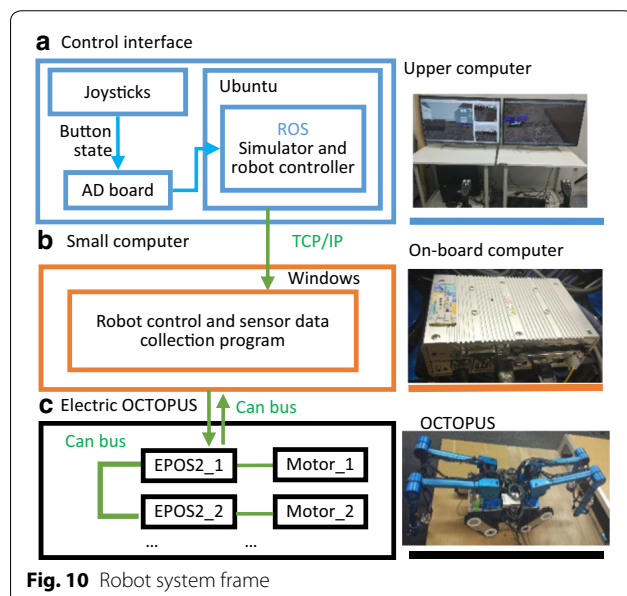 a Control interface
Upper computer
Joysticks
Ubuntu
Button
state
AD board
ROS
Simulator and
robot controller
b Small computer
TCP/IP
On-board computer
Windows
Robot control and sensor data
collection program
c Electric OCTOPUS
Can bus
OCTOPUS
Can bus
EPOS2_1
Motor_1
EPOS2_2
Motor_2
...
...
Fig. 10 Robot system frame